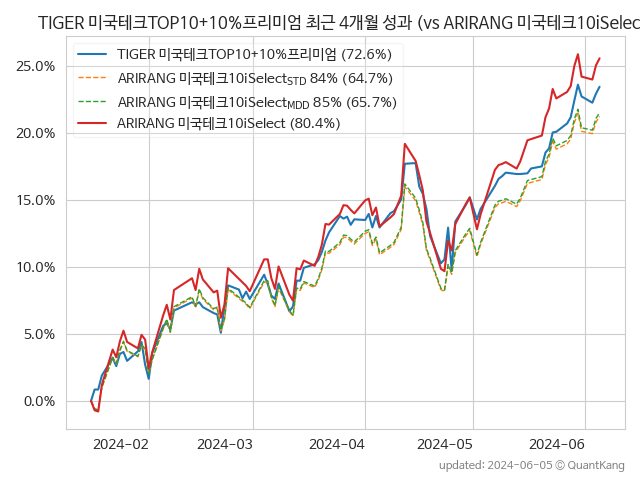 TIGER 미국테크TOP10+10%프리미엄 최근 4개월 성과 (vs ARIRANG 미국테크10iSelec
TIGER 미국테크TOP10+10%프리미엄 (72.6%)
ARIRANG 미국테크10iSelectSTD 84% (64.7%)
ARIRANG 미국테크10iSelectMDD 85% (65.7%)
ARIRANG 미국테크10iSelect (80.4%)
25.0%
20.0%
15.0%
10.0%
5.0%
0.0%
2024-02 2024-03 2024-04 2024-05 2024-06
updated: 2024-06-05 © QuantKang